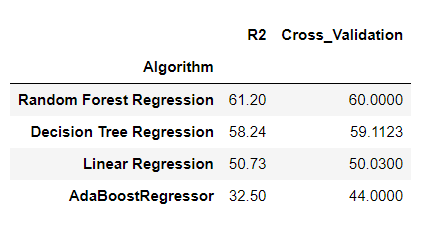 R2 Cross_Validation
Algorithm
Random Forest Regression 61.20 60.0000
Decision Tree Regression 58.24 59.1123
Linear Regression 50.73 50.0300
AdaBoostRegressor 32.50 44.0000